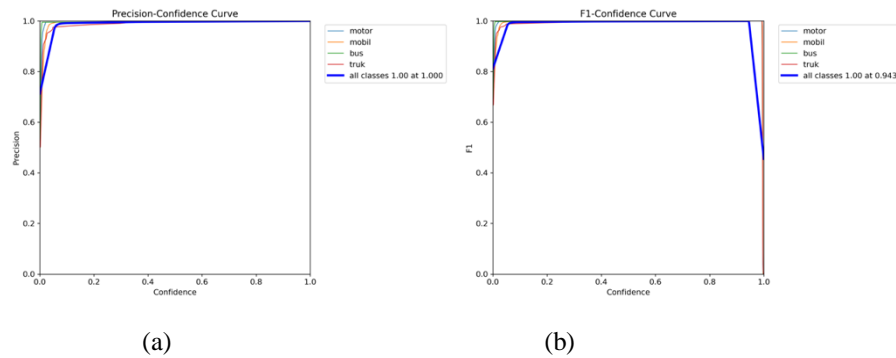 Precision-Confidence Curve
1.0
0.8
0.6
0.4
0.2
0.0
Precision
0.0 0.2 0.4 0.6 0.8 1.0
Confidence
motor
mobil
bus
truk
all classes 1.00 at 1.000
(a)
F1-Confidence Curve
1.0
0.8
0.6
0.4
0.2
0.0
F1
0.0 0.2 0.4 0.6 0.8 1.0
Confidence
motor
mobil
bus
truk
all classes 1.00 at 0.943
(b)